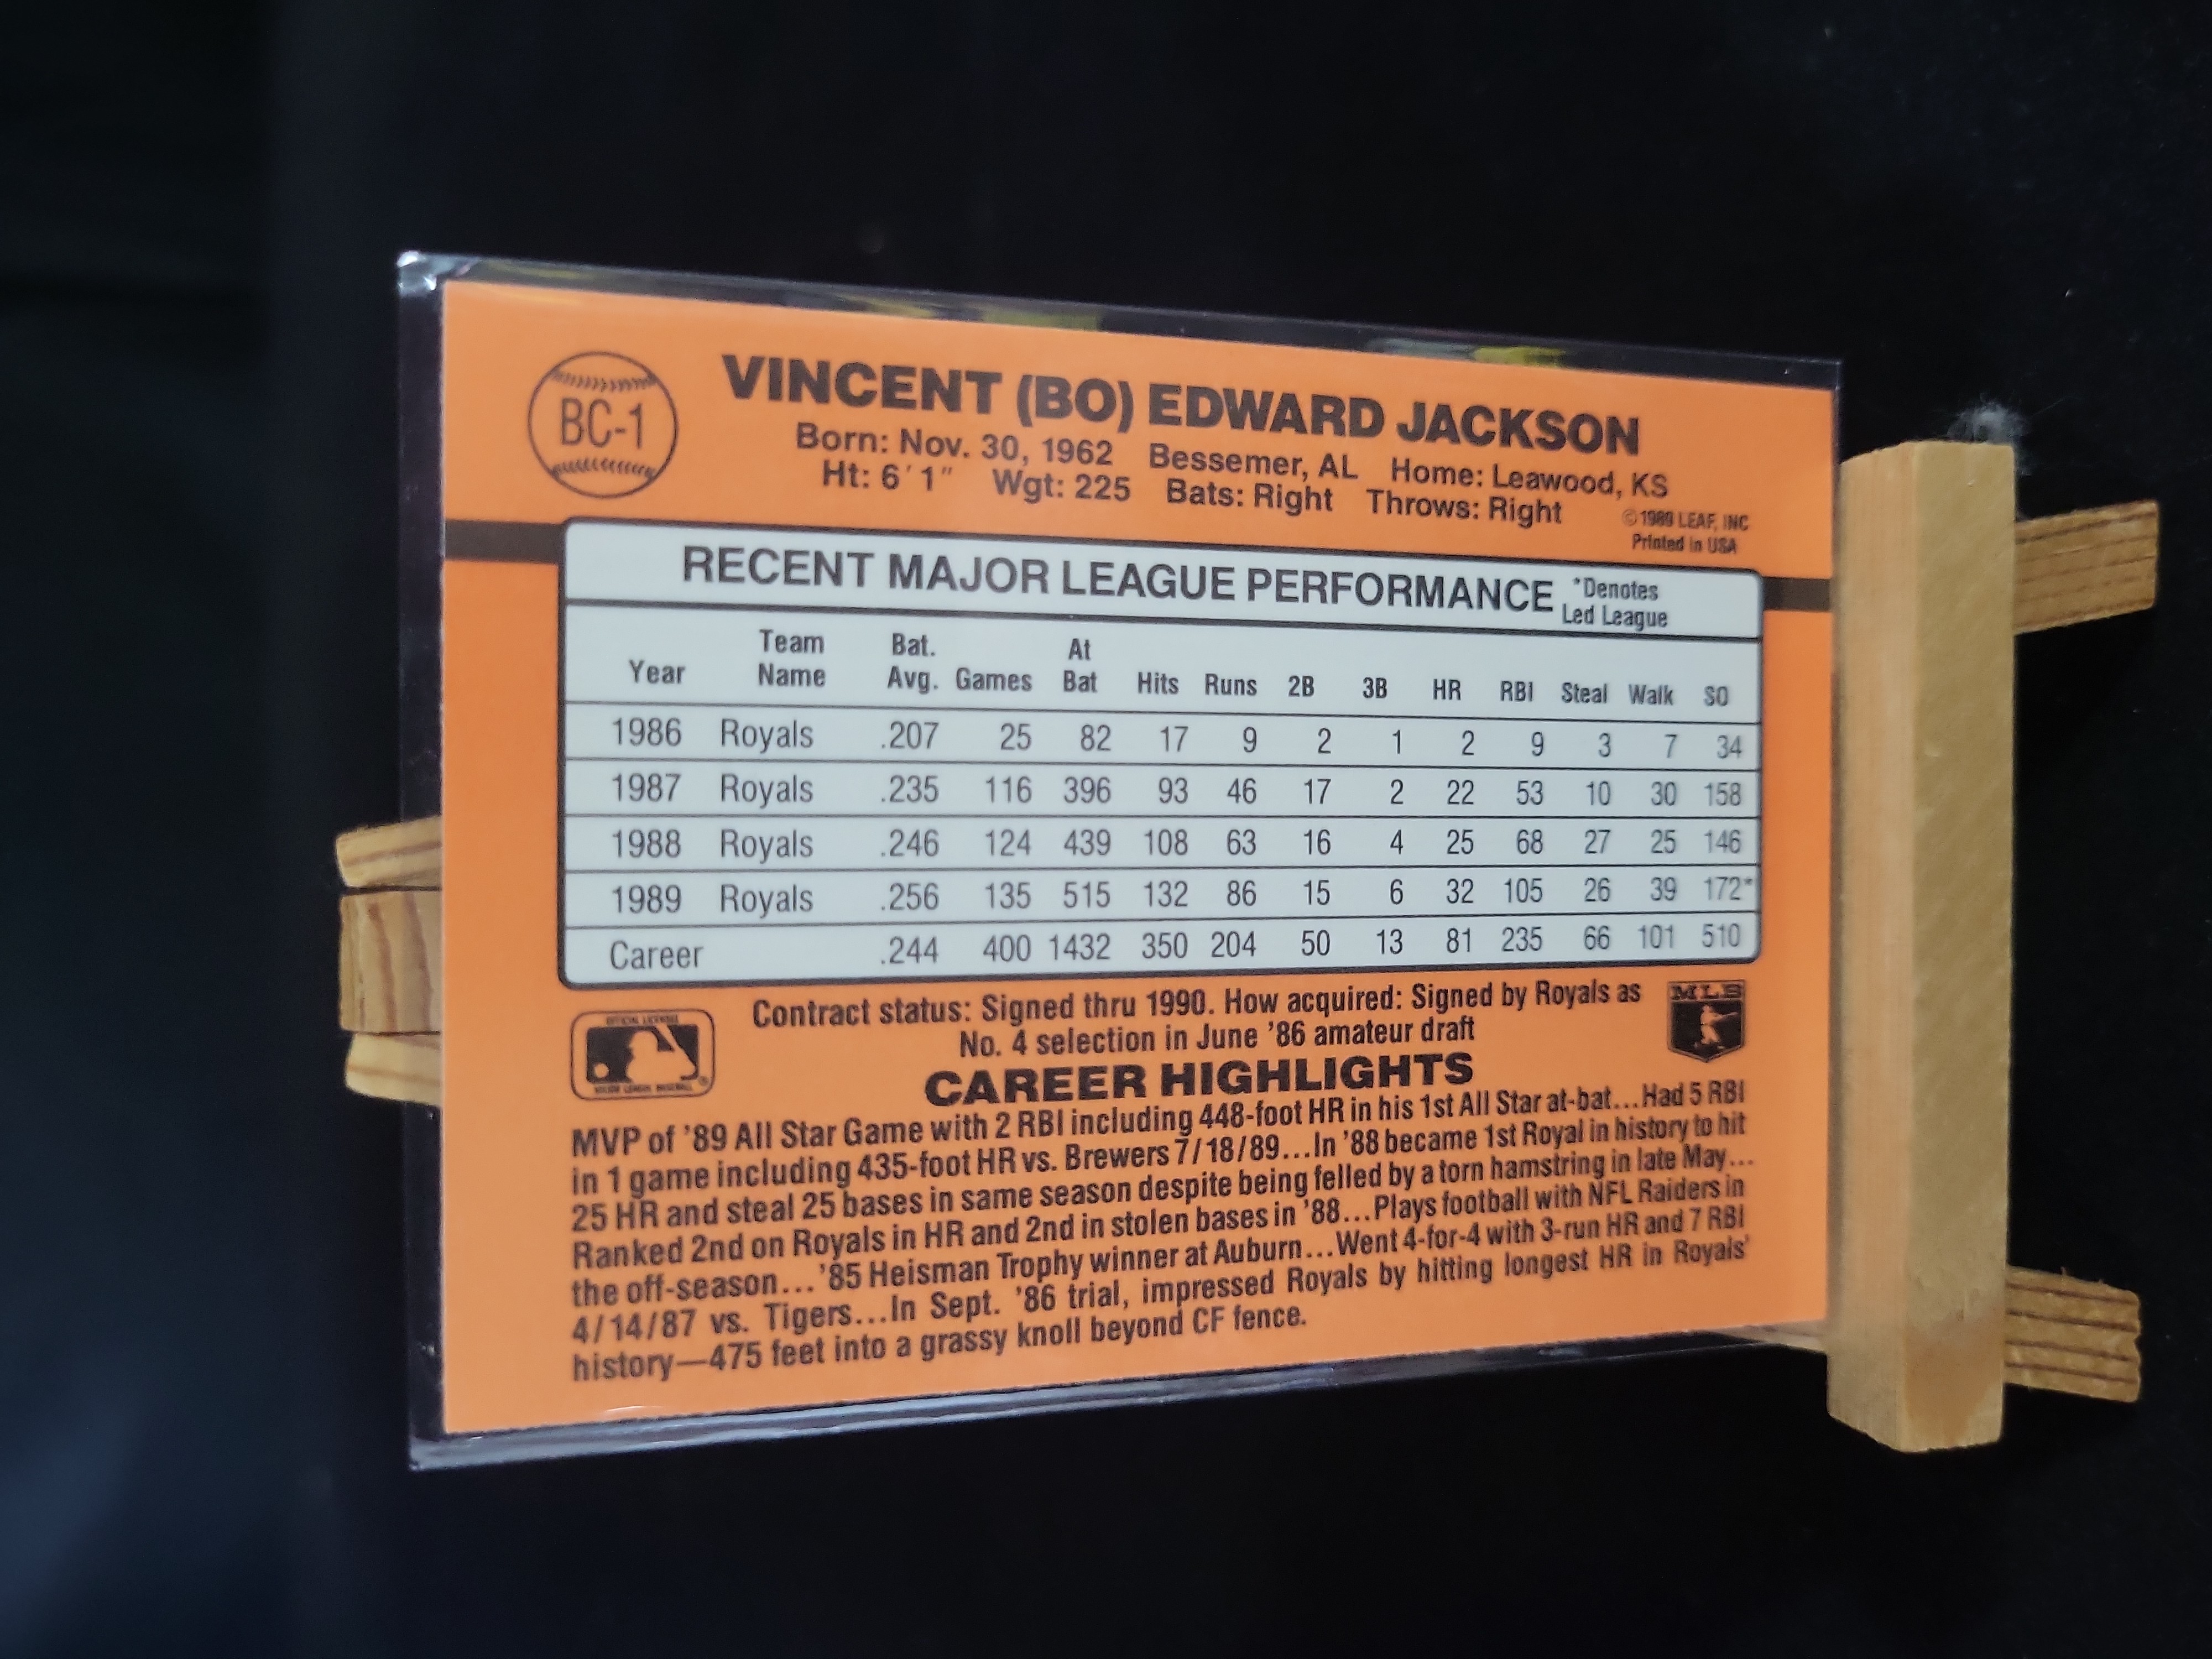 BC-1
VINCENT (BO) EDWARD JACKSON
Born: Nov. 30, 1962 Bessemer, AL Home: Leawood, KS
Ht: 6'1" Wgt: 225 Bats: Right Throws: Right
©1989 LEAF, INC
Printed in USA
RECENT MAJOR LEAGUE PERFORMANCE *Denotes
Led League
Year Team Name Bat. Avg. Games At Bat Hits Runs 2B 3B HR RBI Steal Walk SO
1986 Royals .207 25 82 17 9 2 1 2 9 3 7 34
1987 Royals .235 116 396 93 46 17 2 22 53 10 30 158
1988 Royals .246 124 439 108 63 16 4 25 68 27 25 146
1989 Royals .256 135 515 132 86 15 6 32 105 26 39 172*
Career .244 400 1432 350 204 50 13 81 235 66 101 510
Contract status: Signed thru 1990. How acquired: Signed by Royals as
No. 4 selection in June '86 amateur draft
MLB
OFFICIAL LICENSEE
MAJOR LEAGUE BASEBALL
CAREER HIGHLIGHTS
MVP of '89 All Star Game with 2 RBI including 448-foot HR in his 1st All Star at-bat...Had 5 RBI
in 1 game including 435-foot HR vs. Brewers 7/18/89...In '88 became 1st Royal in history to hit
25 HR and steal 25 bases in same season despite being felled by a torn hamstring in late May...
Ranked 2nd on Royals in HR and 2nd in stolen bases in '88...Plays football with NFL Raiders in
the off-season...'85 Heisman Trophy winner at Auburn...Went 4-for-4 with 3-run HR and 7 RBI
4/14/87 vs. Tigers...In Sept. '86 trial, impressed Royals by hitting longest HR in Royals'
history—475 feet into a grassy knoll beyond CF fence.